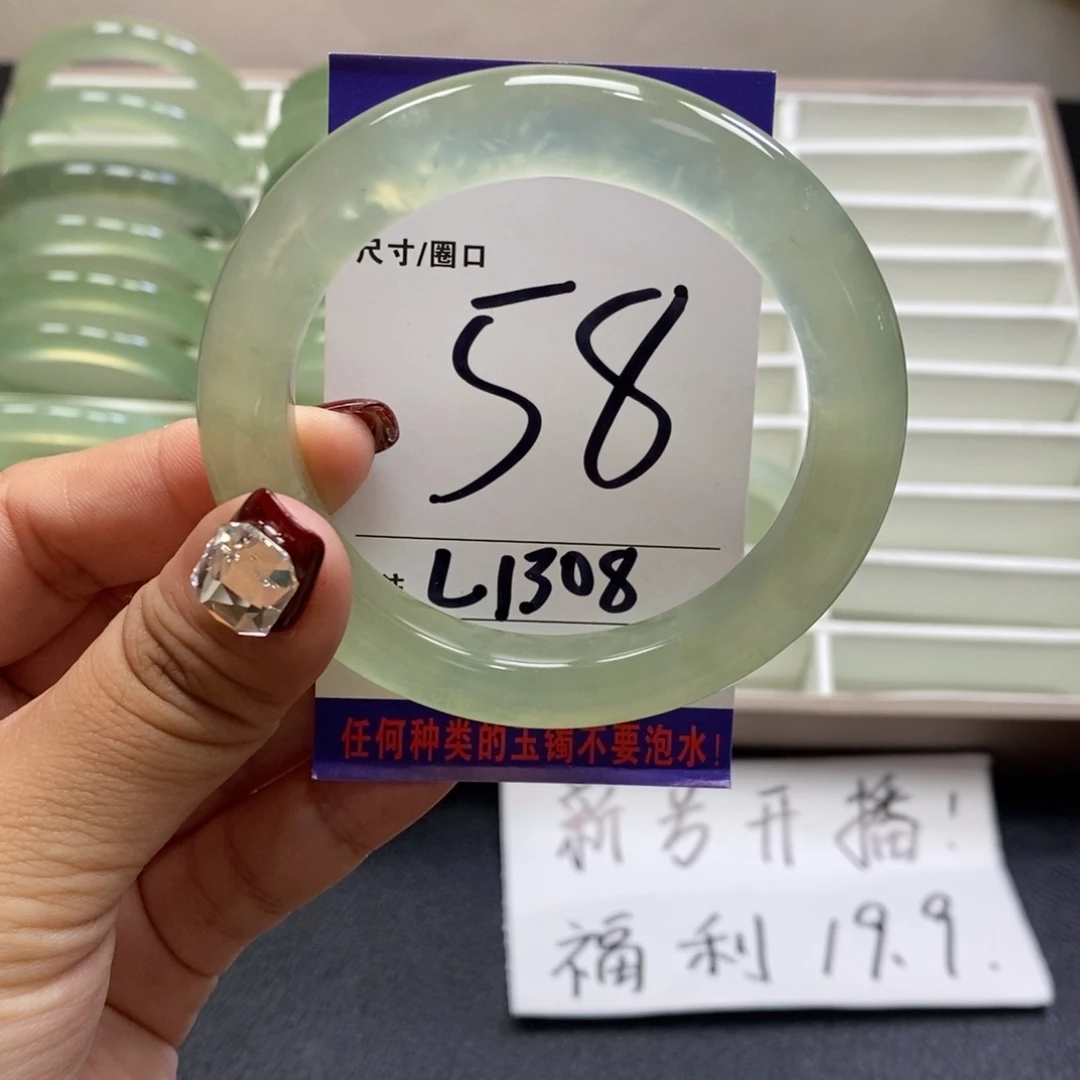 尺寸/圈口
58
L1308
任何种类的玉镯不要泡水!
新号开播!
福利19.9.